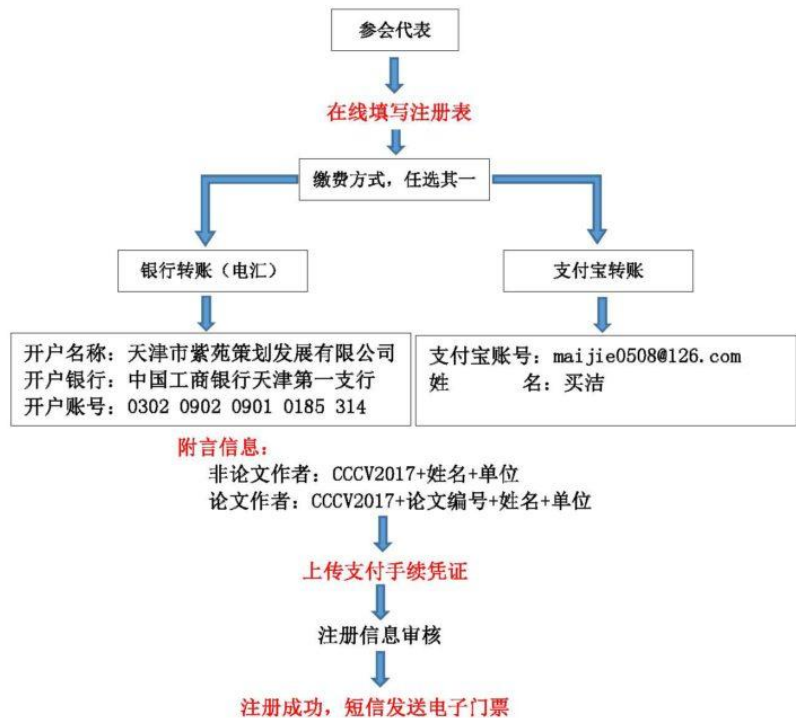 参会代表
在线填写注册表
缴费方式，任选其一
银行转账（电汇）
支付宝转账
开户名称：天津市紫苑策划发展有限公司
开户银行：中国工商银行天津第一支行
开户账号：0302 0902 0901 0185 314
支付宝账号：maijie0508@126.com
姓 名：买洁
附言信息：
非论文作者：CCCV2017+姓名+单位
论文作者：CCCV2017+论文编号+姓名+单位
上传支付手续凭证
注册信息审核
注册成功，短信发送电子门票